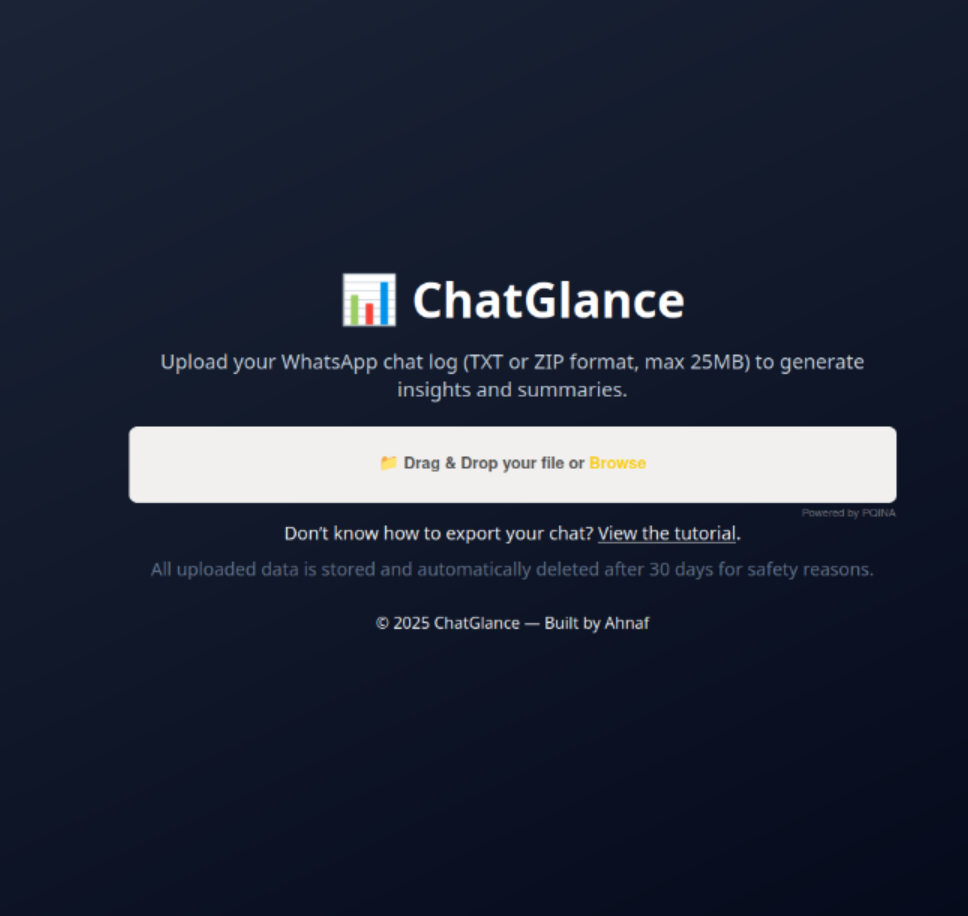 📊 ChatGlance
Upload your WhatsApp chat log (TXT or ZIP format, max 25MB) to generate
insights and summaries.
📁 Drag & Drop your file or Browse
Powered by PQINA
Don’t know how to export your chat? View the tutorial.
All uploaded data is stored and automatically deleted after 30 days for safety reasons.
© 2025 ChatGlance — Built by Ahnaf